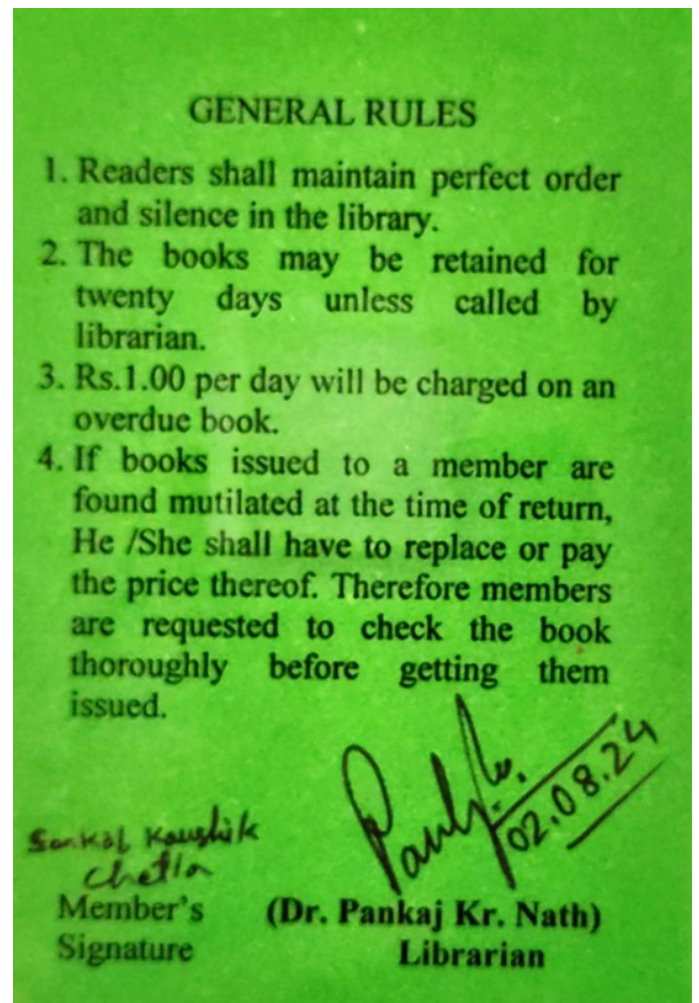 GENERAL RULES
1. Readers shall maintain perfect order
and silence in the library.
2. The books may be retained for
twenty days unless called by
librarian.
3. Rs.1.00 per day will be charged on an
overdue book.
4. If books issued to a member are
found mutilated at the time of return,
He /She shall have to replace or pay
the price thereof. Therefore members
are requested to check the book
thoroughly before getting them
issued.
02.08.24
Kaushik
Member's (Dr. Pankaj Kr. Nath)
Signature Librarian